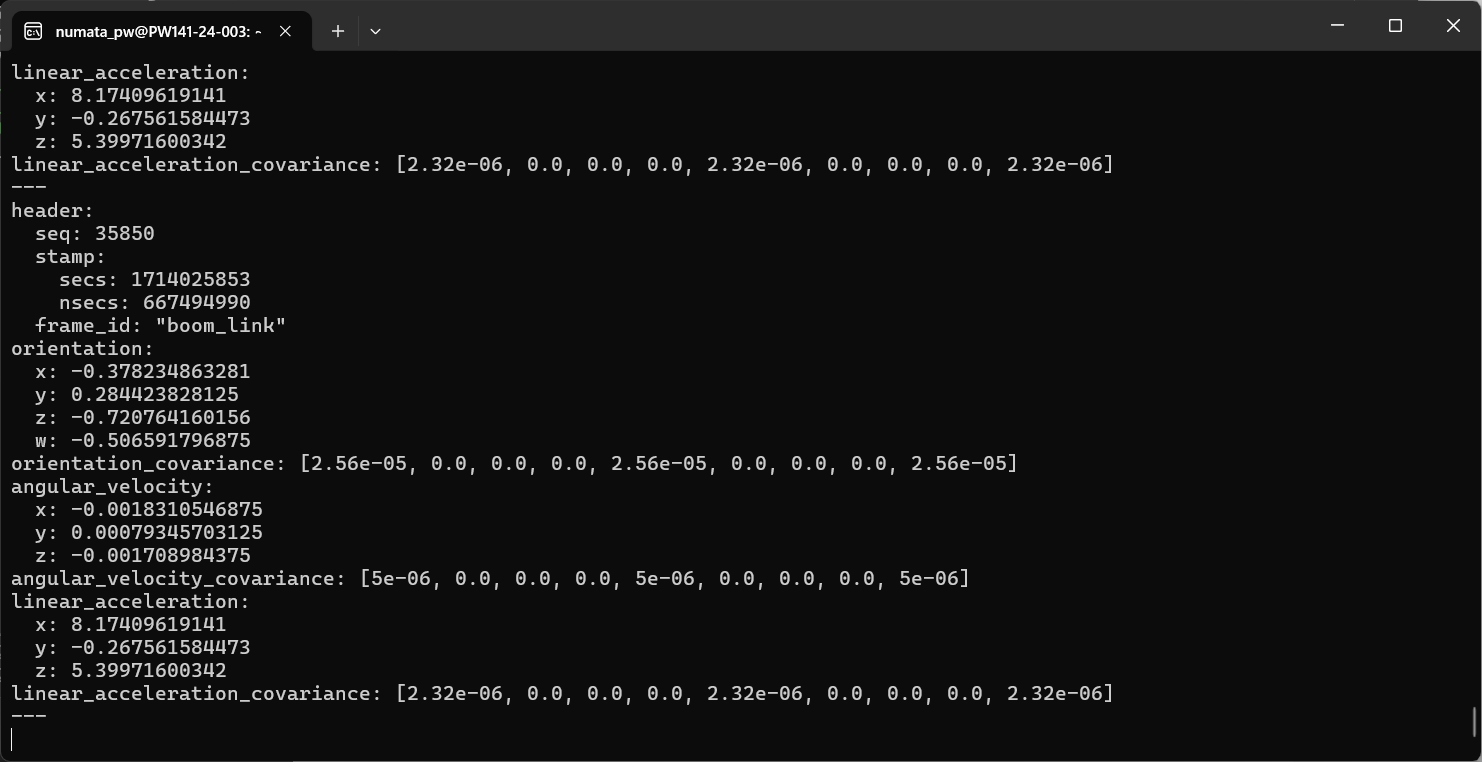 numata_pw@PW141-24-003: ~
linear_acceleration:
  x: 8.17409619141
  y: -0.267561584473
  z: 5.39971600342
linear_acceleration_covariance: [2.32e-06, 0.0, 0.0, 0.0, 2.32e-06, 0.0, 0.0, 0.0, 2.32e-06]
---
header:
  seq: 35850
  stamp:
    secs: 1714025853
    nsecs: 667494990
  frame_id: "boom_link"
orientation:
  x: -0.378234863281
  y: 0.284423828125
  z: -0.720764160156
  w: -0.506591796875
orientation_covariance: [2.56e-05, 0.0, 0.0, 0.0, 2.56e-05, 0.0, 0.0, 0.0, 2.56e-05]
angular_velocity:
  x: -0.0018310546875
  y: 0.00079345703125
  z: -0.001708984375
angular_velocity_covariance: [5e-06, 0.0, 0.0, 0.0, 5e-06, 0.0, 0.0, 0.0, 5e-06]
linear_acceleration:
  x: 8.17409619141
  y: -0.267561584473
  z: 5.39971600342
linear_acceleration_covariance: [2.32e-06, 0.0, 0.0, 0.0, 2.32e-06, 0.0, 0.0, 0.0, 2.32e-06]
---